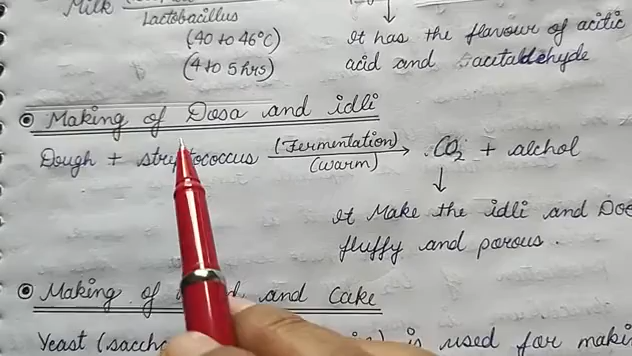 Milk
Lactobacillus
(40 to 46°C)
(4 to 5 hrs)
It has the flavour of acitic
acid and acetaldehyde
Making of Dosa and idli
Dough + streptococcus (Fermentation) (warm) → CO2 + alchol
It Make the idli and
fluffy and porous.
Making of and Cake
Yeast is used for